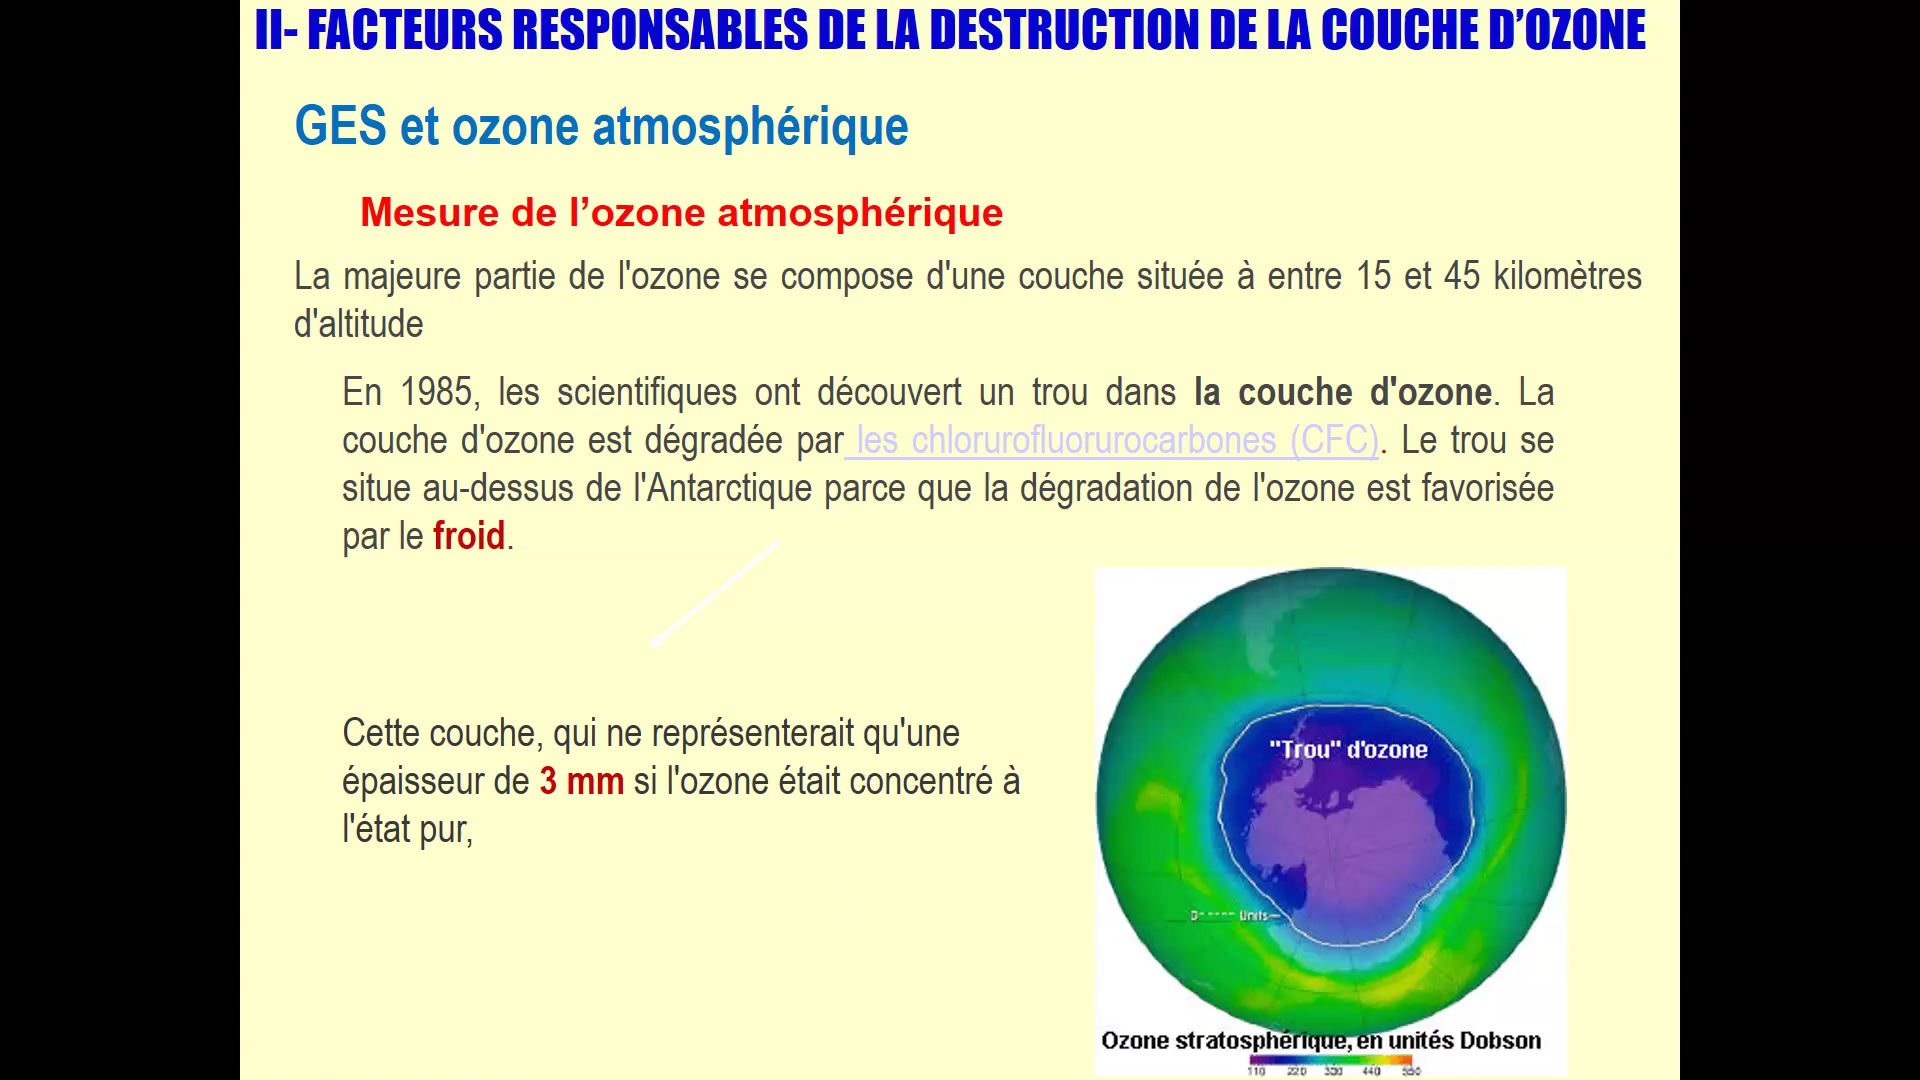 II- FACTEURS RESPONSABLES DE LA DESTRUCTION DE LA COUCHE D’OZONE
GES et ozone atmosphérique
Mesure de l’ozone atmosphérique
La majeure partie de l'ozone se compose d'une couche située à entre 15 et 45 kilomètres
d'altitude
En 1985, les scientifiques ont découvert un trou dans la couche d'ozone. La
couche d'ozone est dégradée par les chlorurofluorurocarbones (CFC). Le trou se
situe au-dessus de l'Antarctique parce que la dégradation de l'ozone est favorisée
par le froid.
Cette couche, qui ne représenterait qu'une
épaisseur de 3 mm si l'ozone était concentré à
l'état pur,
"Trou" d'ozone
Units
Ozone stratosphérique, en unités Dobson
110 220 330 440 550